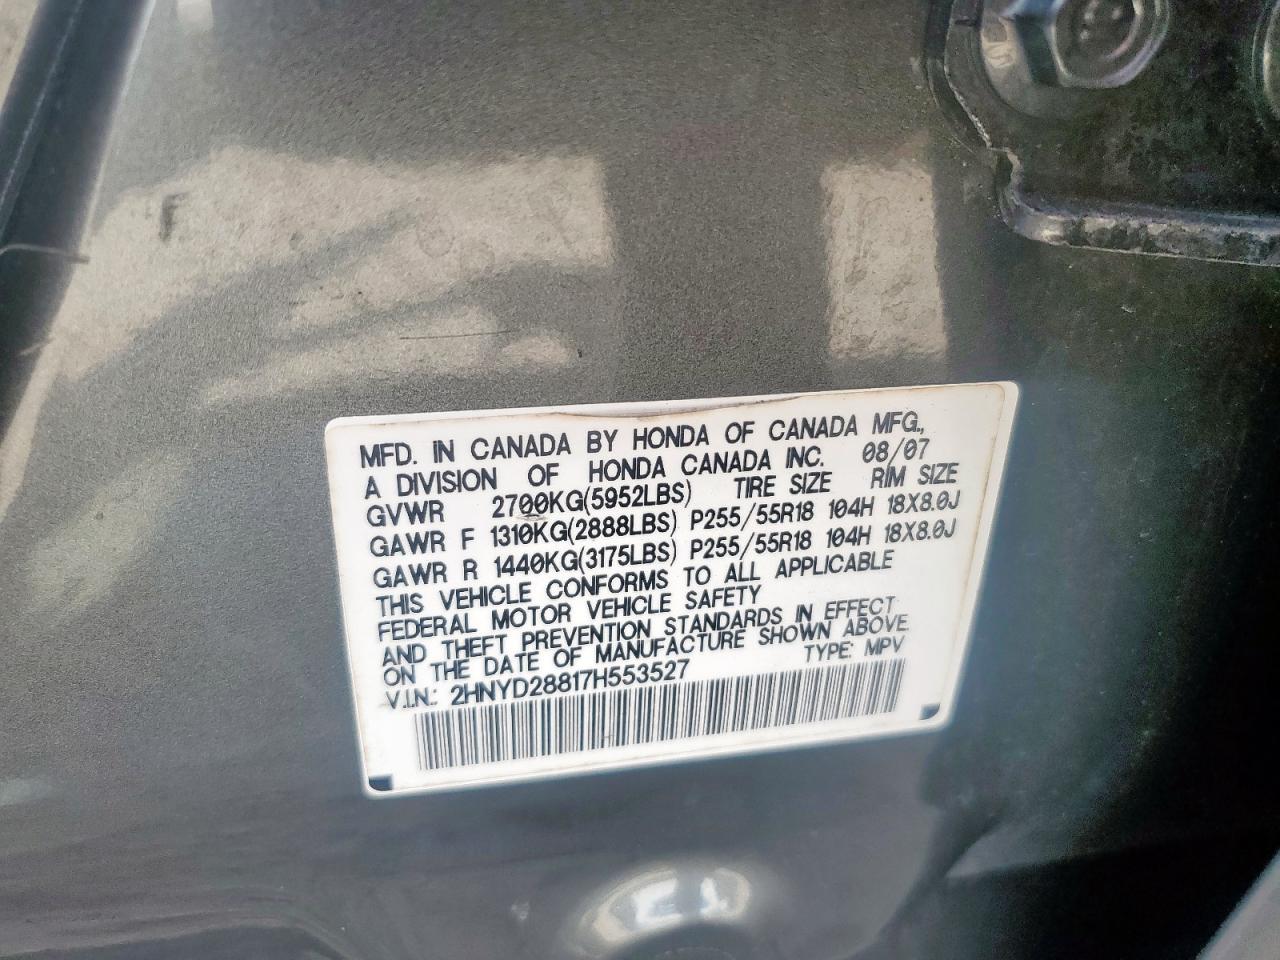 MFD. IN CANADA BY HONDA OF CANADA MFG.,
A DIVISION OF HONDA CANADA INC. 08/07
GVWR 2700KG(5952LBS) TIRE SIZE RIM SIZE
GAWR F 1310KG(2888LBS) P255/55R18 104H 18X8.0J
GAWR R 1440KG(3175LBS) P255/55R18 104H 18X8.0J
THIS VEHICLE CONFORMS TO ALL APPLICABLE
FEDERAL MOTOR VEHICLE SAFETY
AND THEFT PREVENTION STANDARDS IN EFFECT
ON THE DATE OF MANUFACTURE SHOWN ABOVE.
V.I.N.: 2HNYD28817H553527 TYPE: MPV